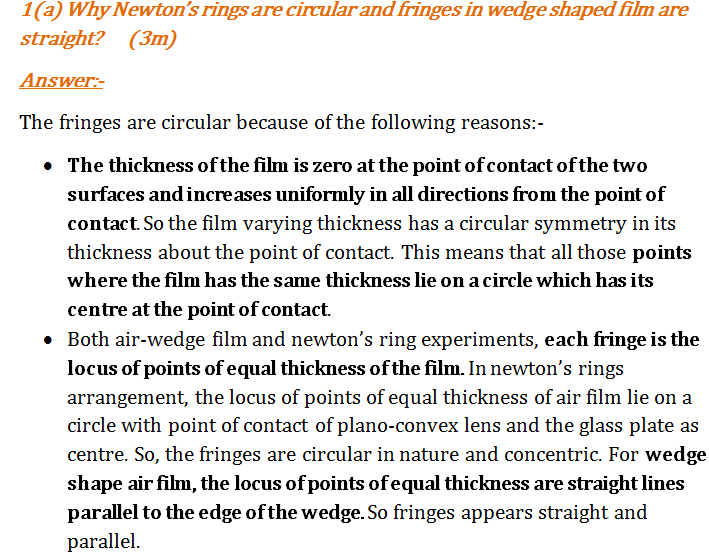 1(a) Why Newton's rings are circular and fringes in wedge shaped film are
straight? (3m)
Answer:-
The fringes are circular because of the following reasons:-
• The thickness of the film is zero at the point of contact of the two
surfaces and increases uniformly in all directions from the point of
contact. So the film varying thickness has a circular symmetry in its
thickness about the point of contact. This means that all those points
where the film has the same thickness lie on a circle which has its
centre at the point of contact.
• Both air-wedge film and newton's ring experiments, each fringe is the
locus of points of equal thickness of the film. In newton's rings
arrangement, the locus of points of equal thickness of air film lie on a
circle with point of contact of plano-convex lens and the glass plate as
centre. So, the fringes are circular in nature and concentric. For wedge
shape air film, the locus of points of equal thickness are straight lines
parallel to the edge of the wedge. So fringes appears straight and
parallel.